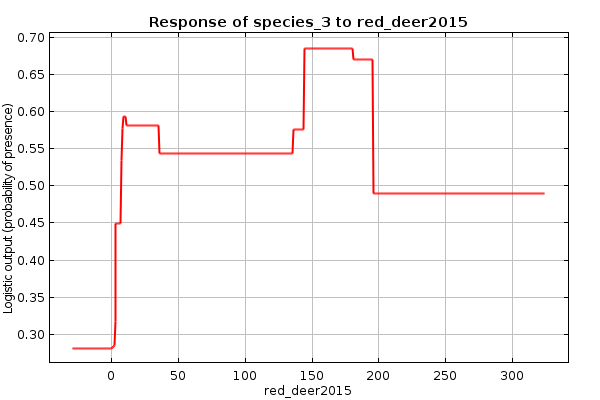 Response of species_3 to red_deer2015
Logistic output (probability of presence)
0.70
0.65
0.60
0.55
0.50
0.45
0.40
0.35
0.30
0 50 100 150 200 250 300
red_deer2015